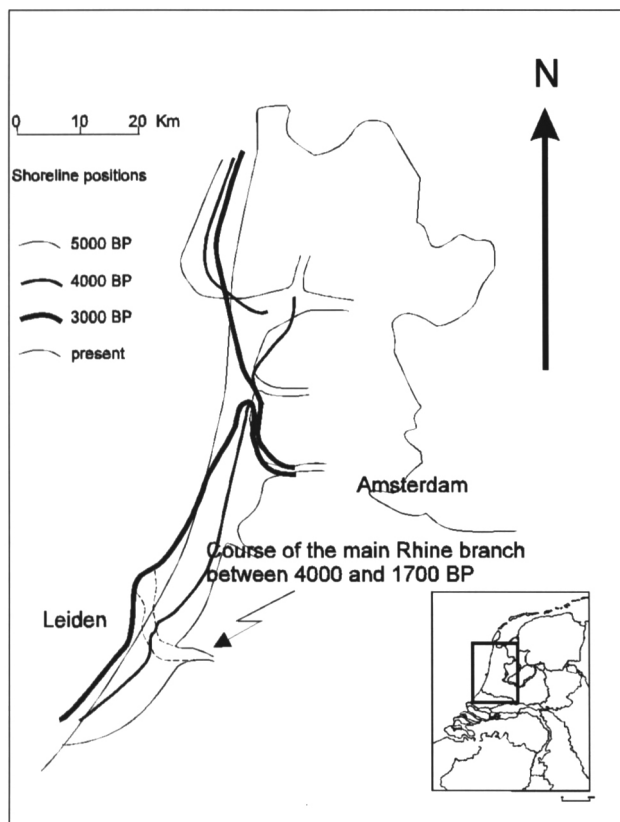 N
0 10 20 Km
Shoreline positions
5000 BP
4000 BP
3000 BP
present
Amsterdam
Course of the main Rhine branch
between 4000 and 1700 BP
Leiden